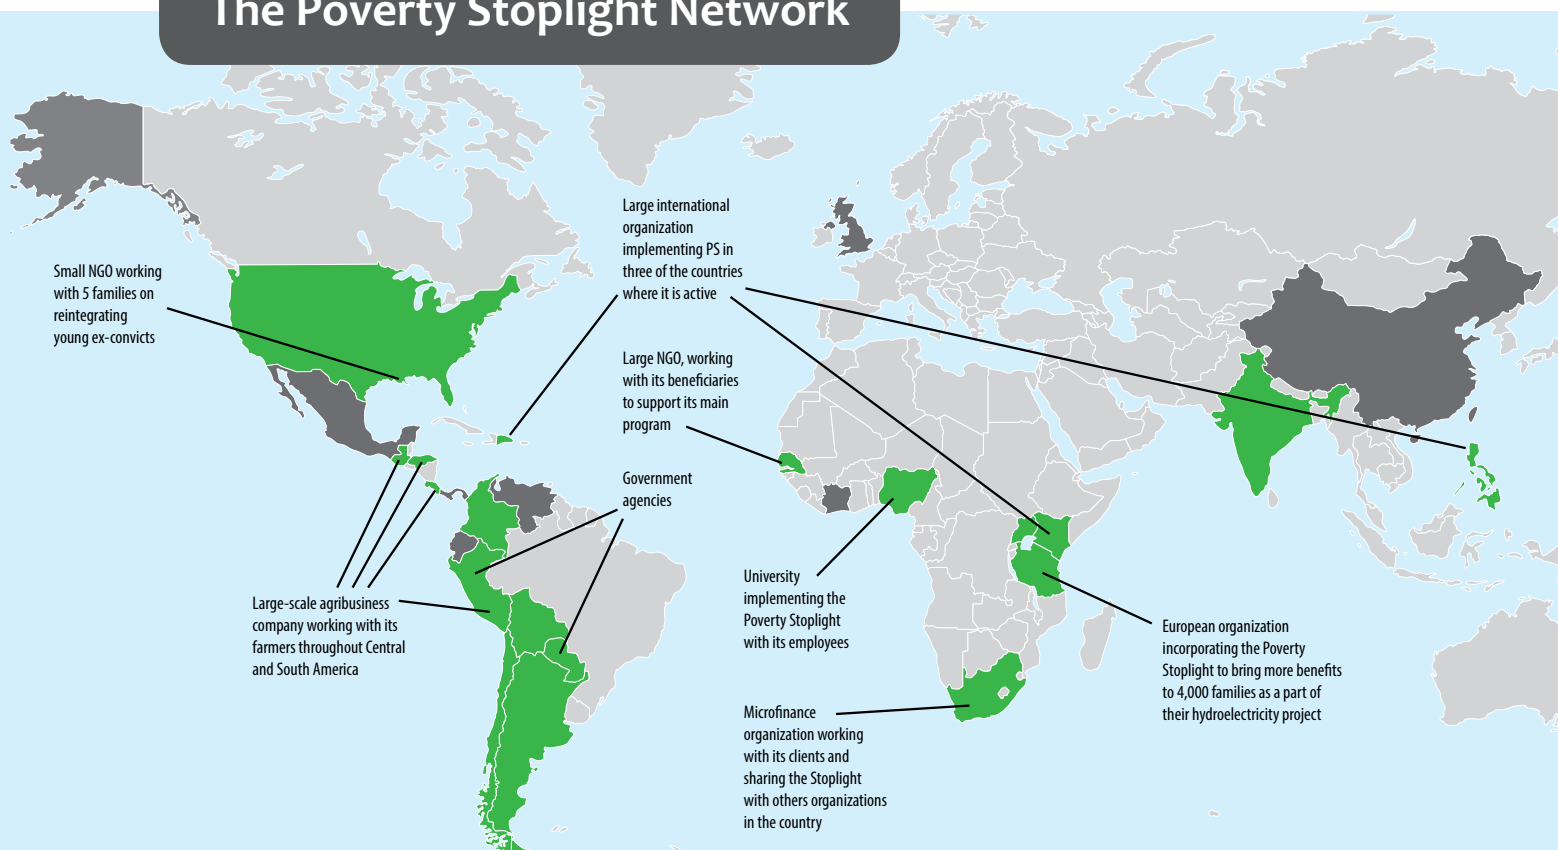 The Poverty Stoplight Network
Small NGO working
with 5 families on
reintegrating
young ex-convicts
Large international
organization
implementing PS in
three of the countries
where it is active
Large NGO, working
with its beneficiaries
to support its main
program
Government
agencies
Large-scale agribusiness
company working with its
farmers throughout Central
and South America
University
implementing the
Poverty Stoplight
with its employees
Microfinance
organization working
with its clients and
sharing the Stoplight
with others organizations
in the country
European organization
incorporating the Poverty
Stoplight to bring more benefits
to 4,000 families as a part of
their hydroelectricity project